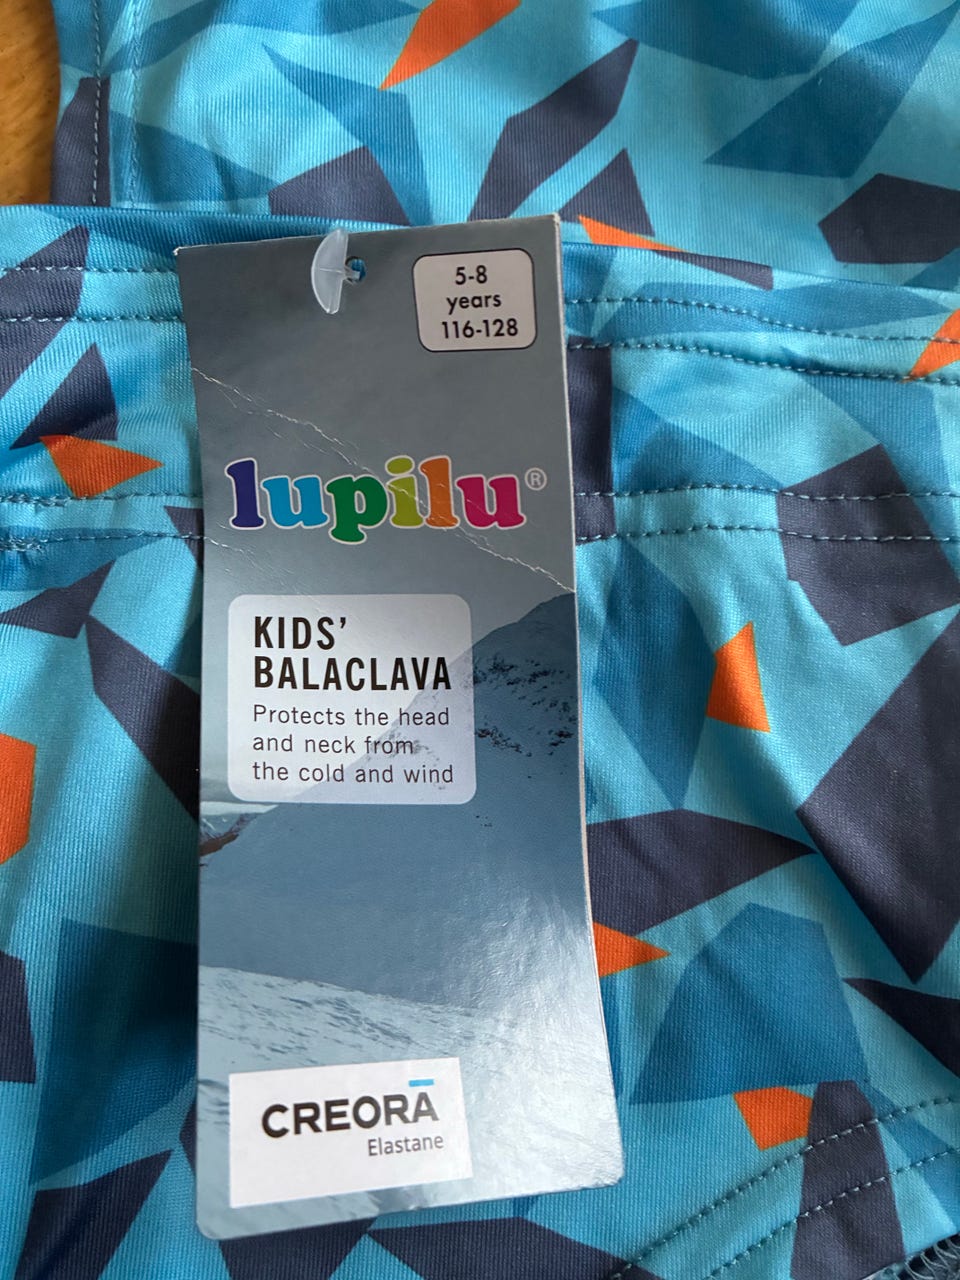 5-8
years
116-128
lupilu®
KIDS'
BALACLAVA
Protects the head
and neck from
the cold and wind
CREORA
Elastane